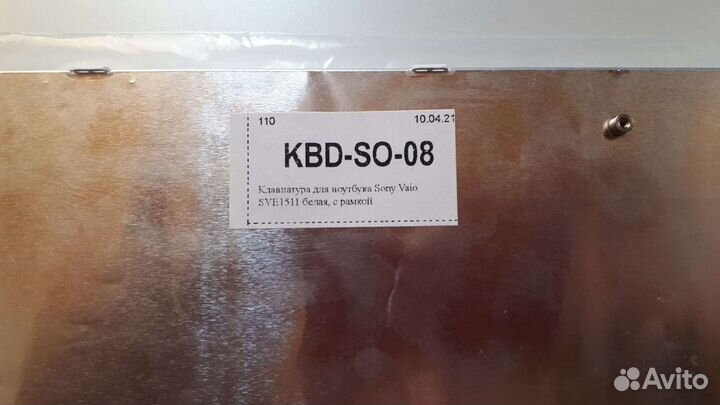 110 10.04.21
KBD-SO-08
Клавиатура для ноутбука Sony Vaio
SVE1511 белая, с рамкой
Avito